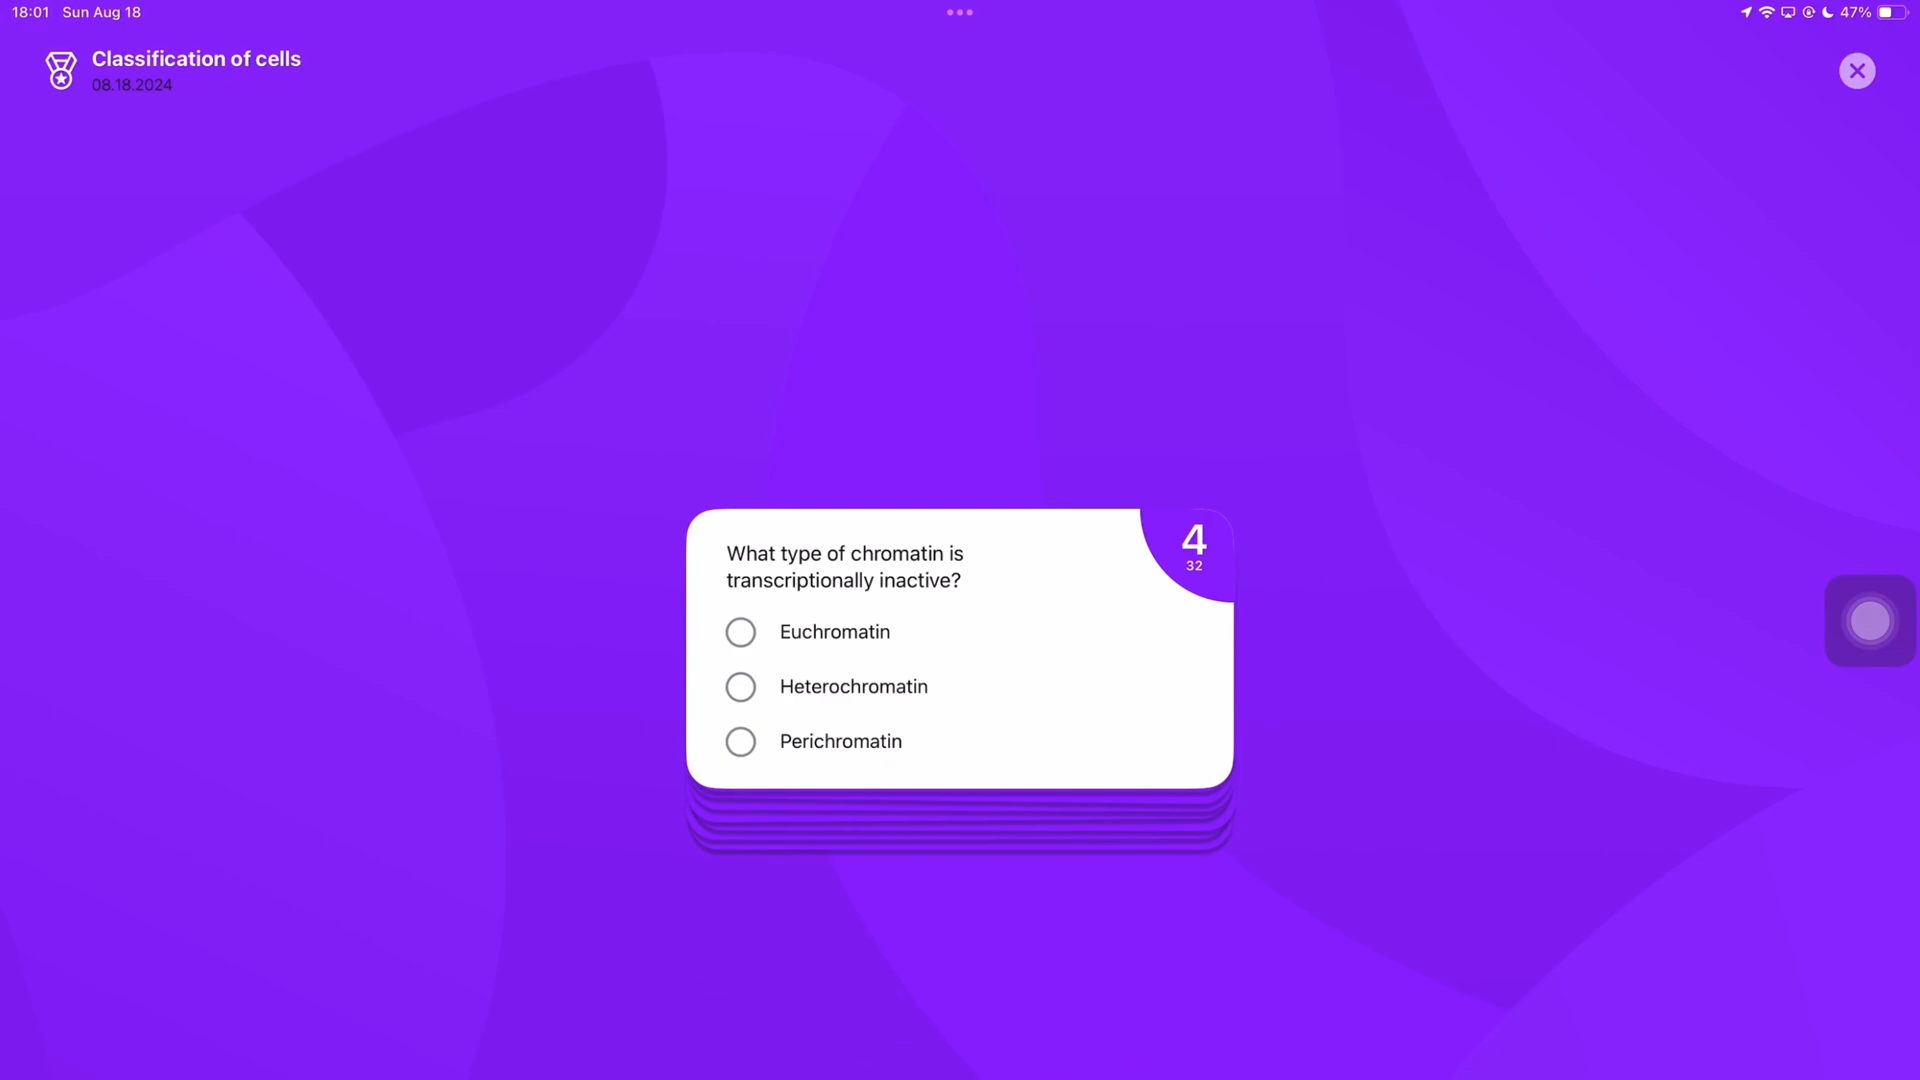 18:01 Sun Aug 18
47%
Classification of cells
08.18.2024
4
32
What type of chromatin is
transcriptionally inactive?
Euchromatin
Heterochromatin
Perichromatin